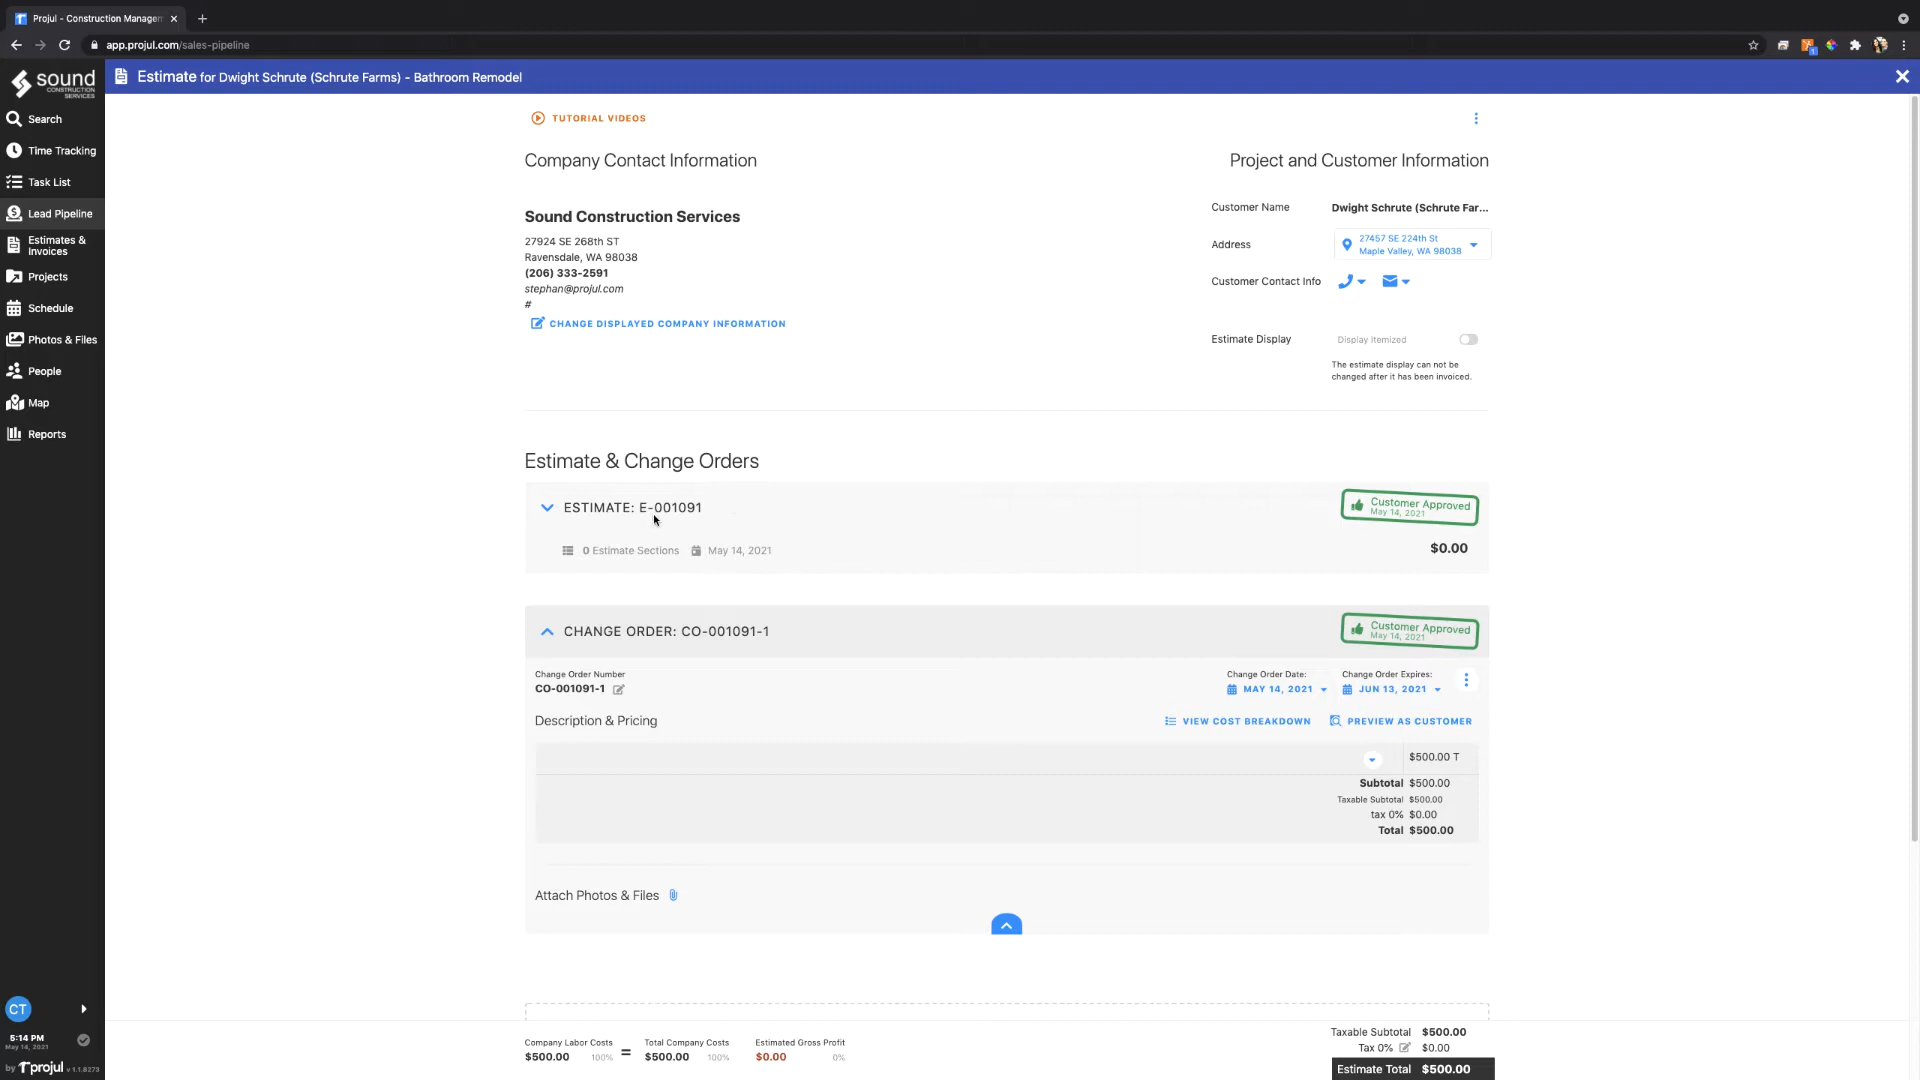 Projul - Construction Managem
app.projul.com/sales-pipeline
sound
CONSTRUCTION
SERVICES
Estimate for Dwight Schrute (Schrute Farms) - Bathroom Remodel
Search
Time Tracking
Task List
Lead Pipeline
Estimates &
Invoices
Projects
Schedule
Photos & Files
People
Map
Reports
TUTORIAL VIDEOS
Company Contact Information
Project and Customer Information
Sound Construction Services
27924 SE 268th ST
Ravensdale, WA 98038
(206) 333-2591
stephan@projul.com
#
CHANGE DISPLAYED COMPANY INFORMATION
Customer Name
Dwight Schrute (Schrute Far...
Address
27457 SE 224th St
Maple Valley, WA 98038
Customer Contact Info
Estimate Display
Display Itemized
The estimate display can not be
changed after it has been invoiced.
Estimate & Change Orders
ESTIMATE: E-001091
Customer Approved
May 14, 2021
0 Estimate Sections
May 14, 2021
$0.00
CHANGE ORDER: CO-001091-1
Customer Approved
May 14, 2021
Change Order Number
CO-001091-1
Change Order Date:
MAY 14, 2021
Change Order Expires:
JUN 13, 2021
Description & Pricing
VIEW COST BREAKDOWN
PREVIEW AS CUSTOMER
$500.00 T
Subtotal $500.00
Taxable Subtotal $500.00
tax 0% $0.00
Total $500.00
Attach Photos & Files
CT
5:14 PM
May 14, 2021
by projul v 1.1.8273
Company Labor Costs
$500.00 100%
=
Total Company Costs
$500.00 100%
Estimated Gross Profit
$0.00 0%
Taxable Subtotal $500.00
Tax 0% $0.00
Estimate Total $500.00